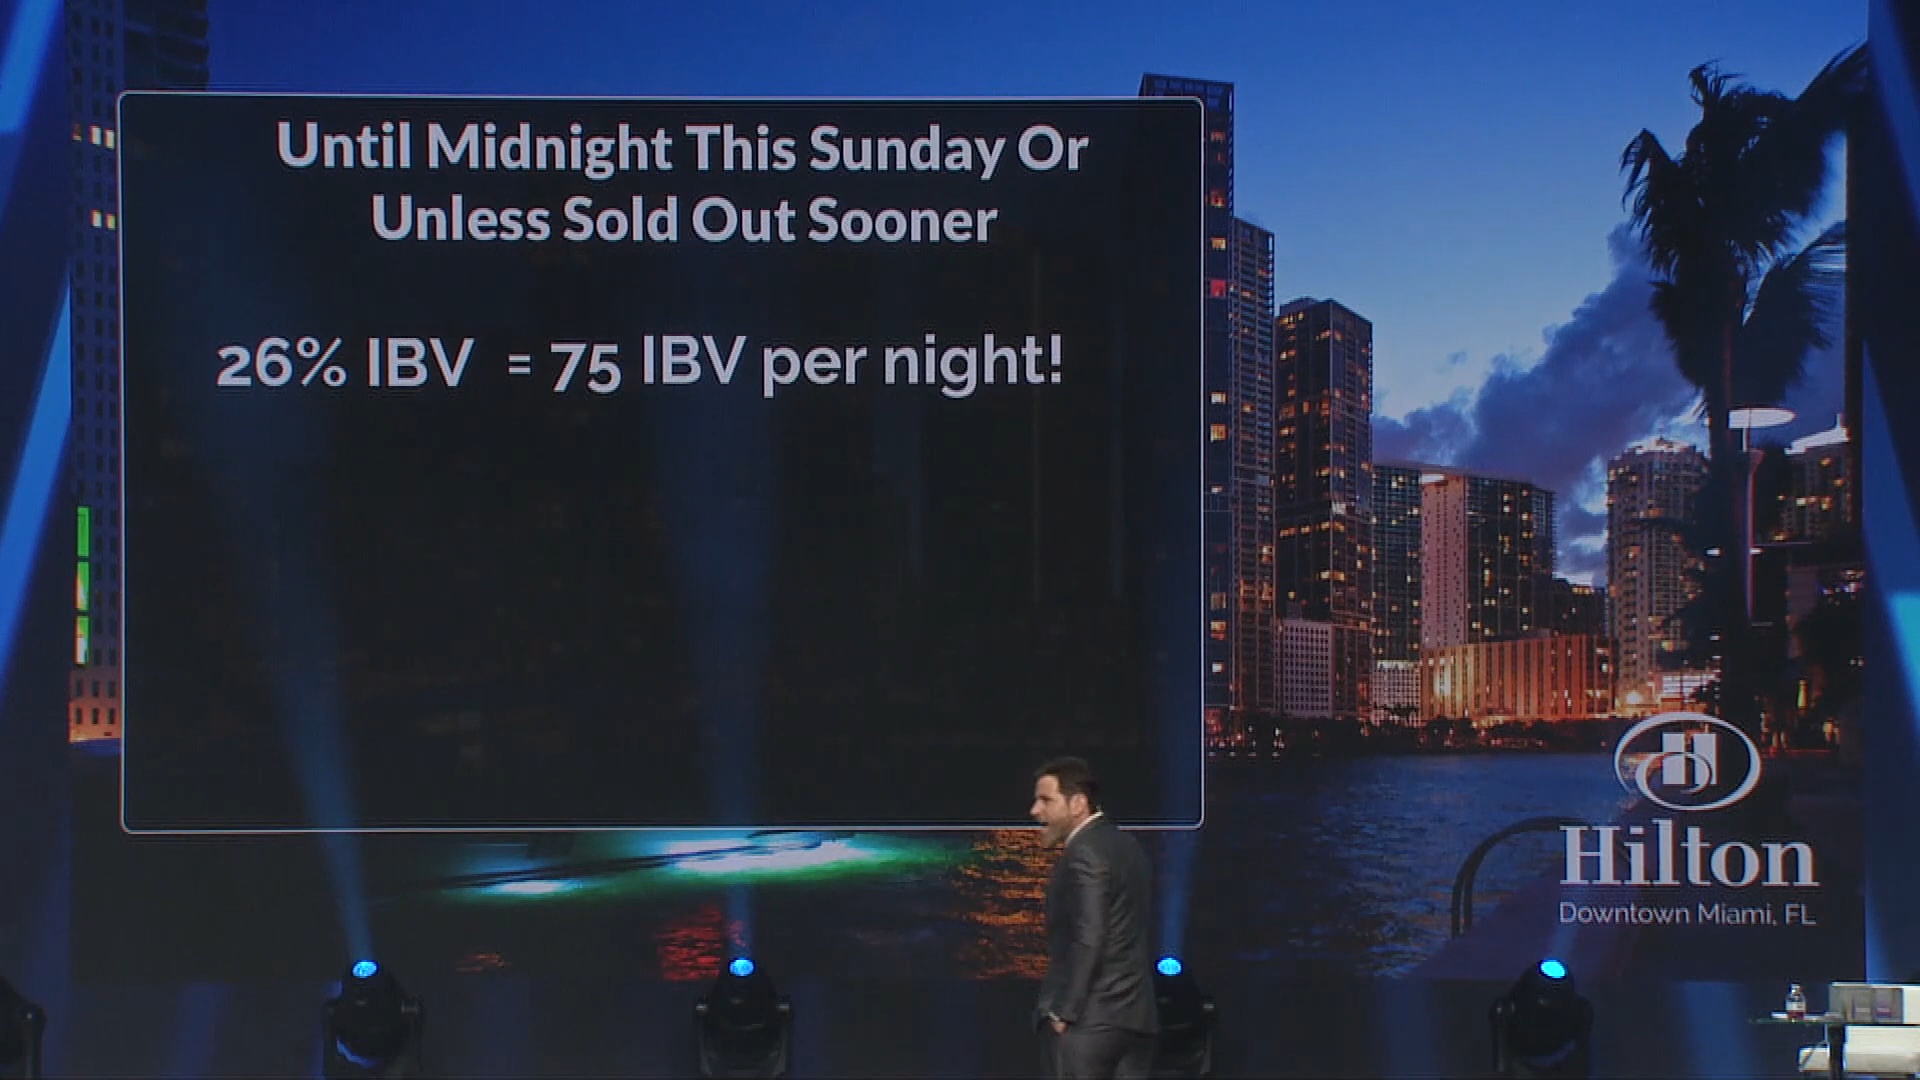 Until Midnight This Sunday Or
Unless Sold Out Sooner
26% IBV = 75 IBV per night!
Hilton
Downtown Miami, FL